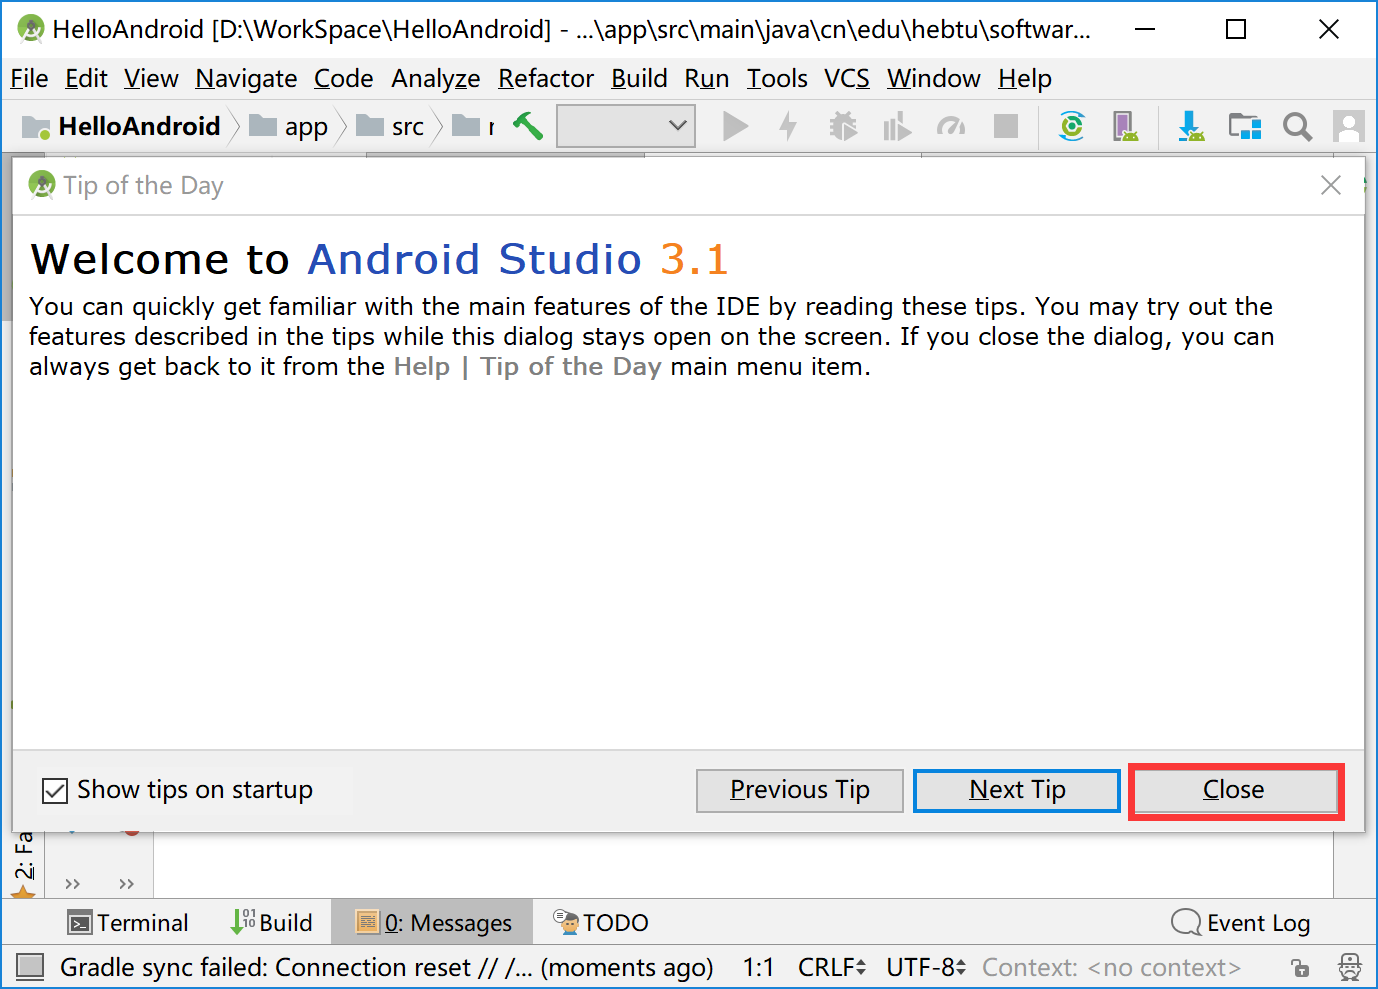 HelloAndroid [D:\WorkSpace\HelloAndroid] - ...\app\src\main\java\cn\edu\hebtu\softwar...
File Edit View Navigate Code Analyze Refactor Build Run Tools VCS Window Help
HelloAndroid app src
Tip of the Day
Welcome to Android Studio 3.1
You can quickly get familiar with the main features of the IDE by reading these tips. You may try out the
features described in the tips while this dialog stays open on the screen. If you close the dialog, you can
always get back to it from the Help | Tip of the Day main menu item.
Show tips on startup Previous Tip Next Tip Close
2: Fa
Terminal Build 0: Messages TODO Event Log
Gradle sync failed: Connection reset // /... (moments ago) 1:1 CRLF UTF-8 Context: <no context>